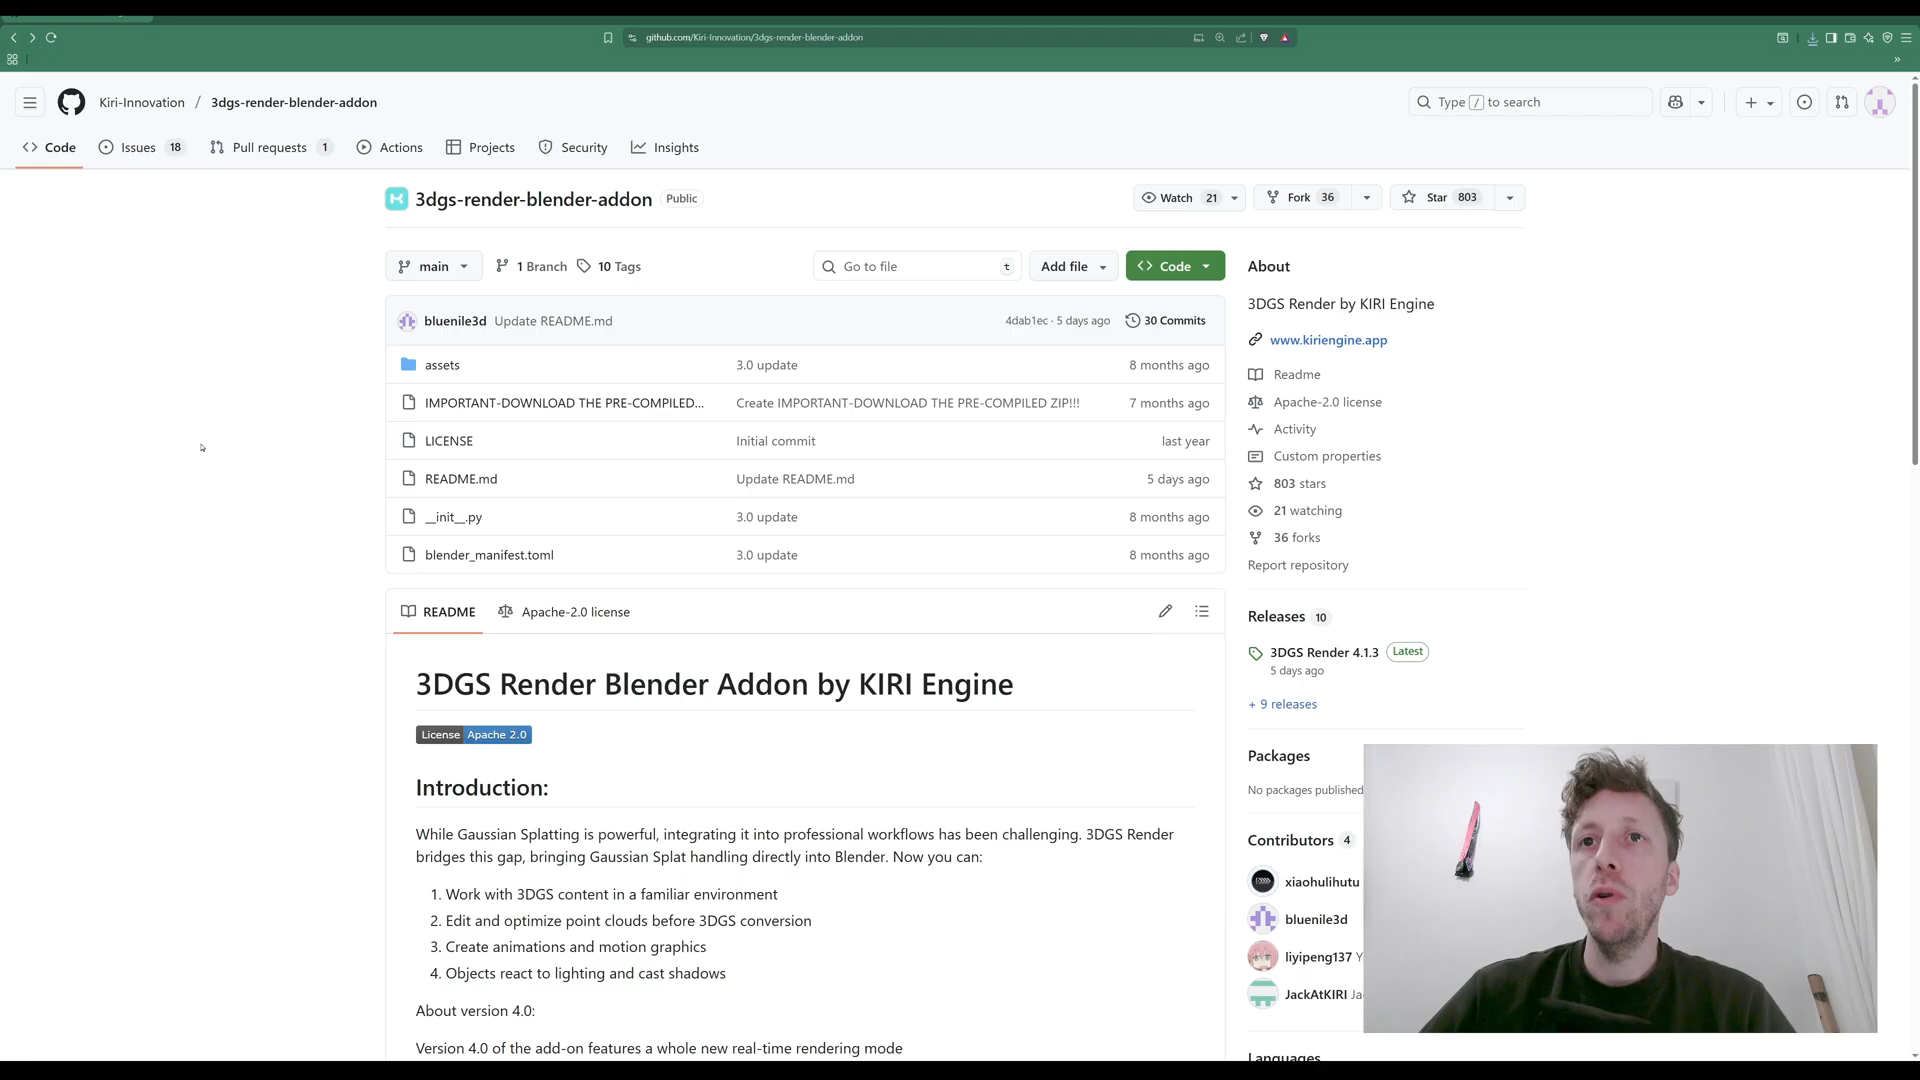 github.com/Kiri-Innovation/3dgs-render-blender-addon
Kiri-Innovation / 3dgs-render-blender-addon
Type / to search
Code
Issues 18
Pull requests 1
Actions
Projects
Security
Insights
3dgs-render-blender-addon Public
Watch 21
Fork 36
Star 803
main
1 Branch
10 Tags
Go to file t
Add file
Code
bluenile3d Update README.md 4dab1ec · 5 days ago 30 Commits
assets 3.0 update 8 months ago
IMPORTANT-DOWNLOAD THE PRE-COMPILED... Create IMPORTANT-DOWNLOAD THE PRE-COMPILED ZIP!!! 7 months ago
LICENSE Initial commit last year
README.md Update README.md 5 days ago
__init__.py 3.0 update 8 months ago
blender_manifest.toml 3.0 update 8 months ago
README
Apache-2.0 license
3DGS Render Blender Addon by KIRI Engine
License Apache 2.0
Introduction:
While Gaussian Splatting is powerful, integrating it into professional workflows has been challenging. 3DGS Render
bridges this gap, bringing Gaussian Splat handling directly into Blender. Now you can:
1. Work with 3DGS content in a familiar environment
2. Edit and optimize point clouds before 3DGS conversion
3. Create animations and motion graphics
4. Objects react to lighting and cast shadows
About version 4.0:
Version 4.0 of the add-on features a whole new real-time rendering mode
About
3DGS Render by KIRI Engine
www.kiriengine.app
Readme
Apache-2.0 license
Activity
Custom properties
803 stars
21 watching
36 forks
Report repository
Releases 10
3DGS Render 4.1.3 Latest
5 days ago
+ 9 releases
Packages
No packages published
Contributors 4
xiaohulihutu
bluenile3d
liyipeng137 Y
JackAtKIRI Ja
Languages